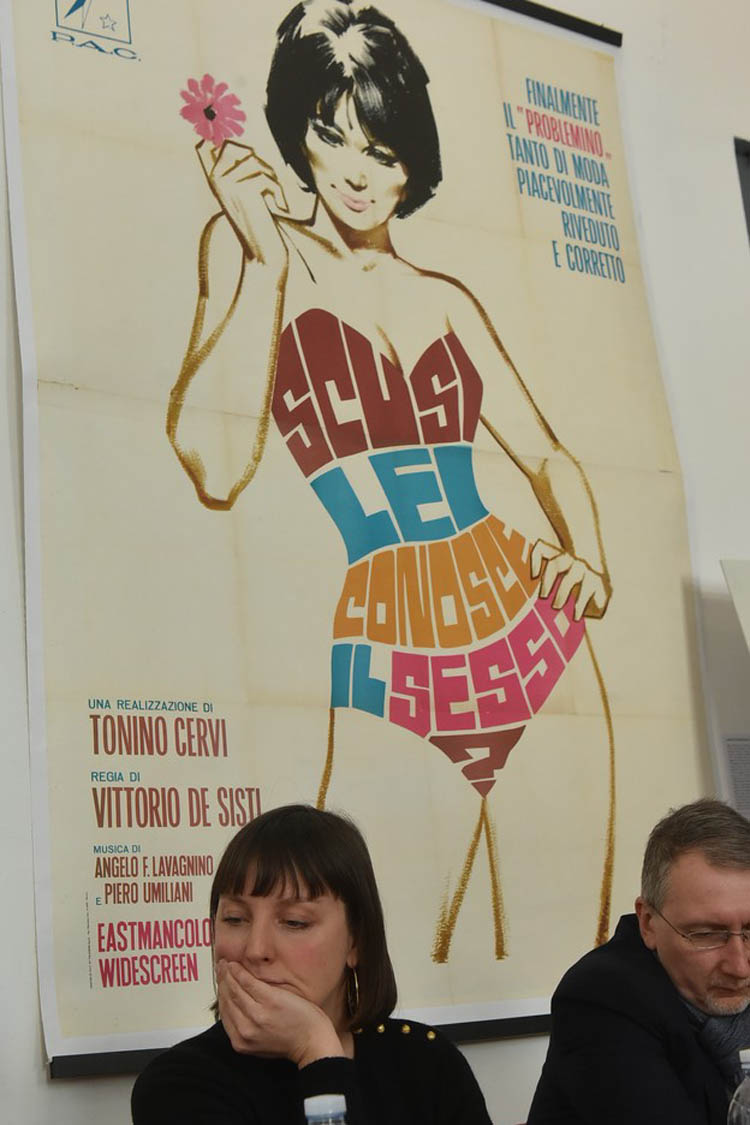 P.A.C.
FINALMENTE
IL "PROBLEMINO"
TANTO DI MODA
PIACEVOLMENTE
RIVEDUTO
E CORRETTO
SCUSI
LEI
CONOSCE
IL SESSO
?
UNA REALIZZAZIONE DI
TONINO CERVI
REGIA DI
VITTORIO DE SISTI
MUSICA DI
ANGELO F. LAVAGNINO
E PIERO UMILIANI
EASTMANCOLO
WIDESCREEN